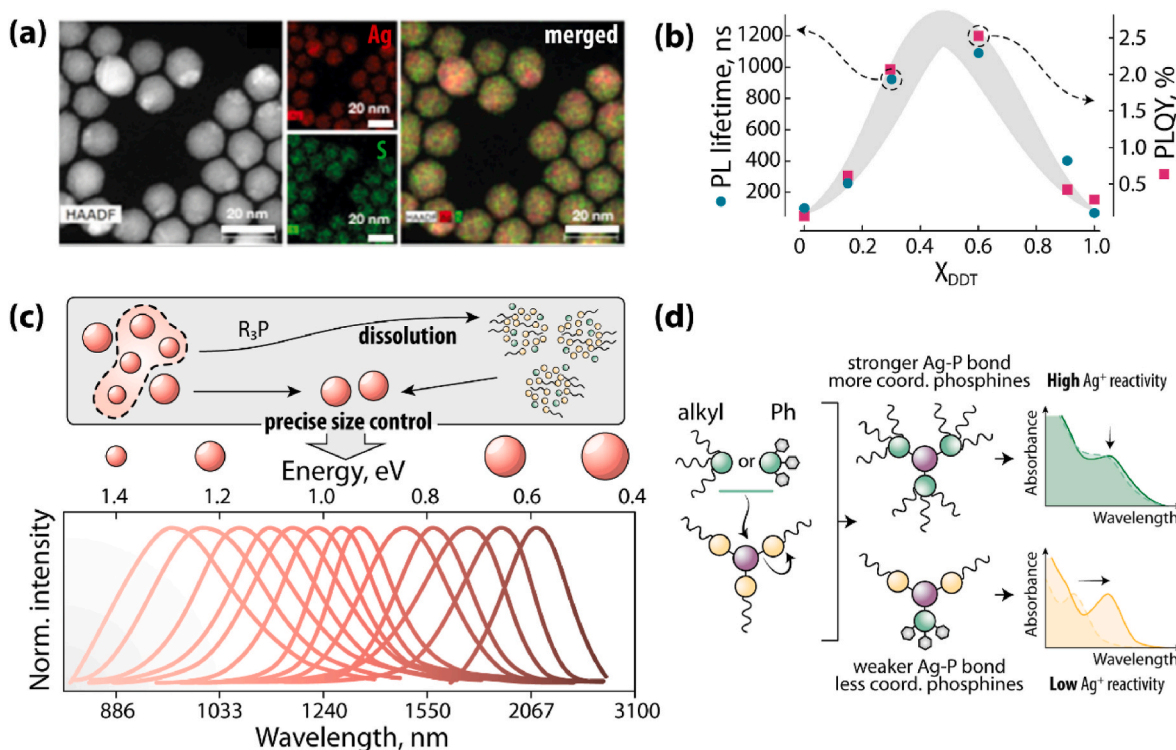 (a)
Ag
merged
20 nm
S
HAADF
20 nm
20 nm
HAADF
20 nm
(b)
PL lifetime, ns
1200
1000
800
600
400
200
2.5
2.0
1.5
1.0
0.5
PLQY, %
0 0.2 0.4 0.6 0.8 1.0
X_DDT
(c)
R₃P
dissolution
precise size control
Energy, eV
1.4 1.2 1.0 0.8 0.6 0.4
Norm. intensity
886 1033 1240 1550 2067 3100
Wavelength, nm
(d)
stronger Ag-P bond
more coord. phosphines
High Ag⁺ reactivity
alkyl Ph
or
Absorbance
Wavelength
Absorbance
Wavelength
weaker Ag-P bond
less coord. phosphines
Low Ag⁺ reactivity